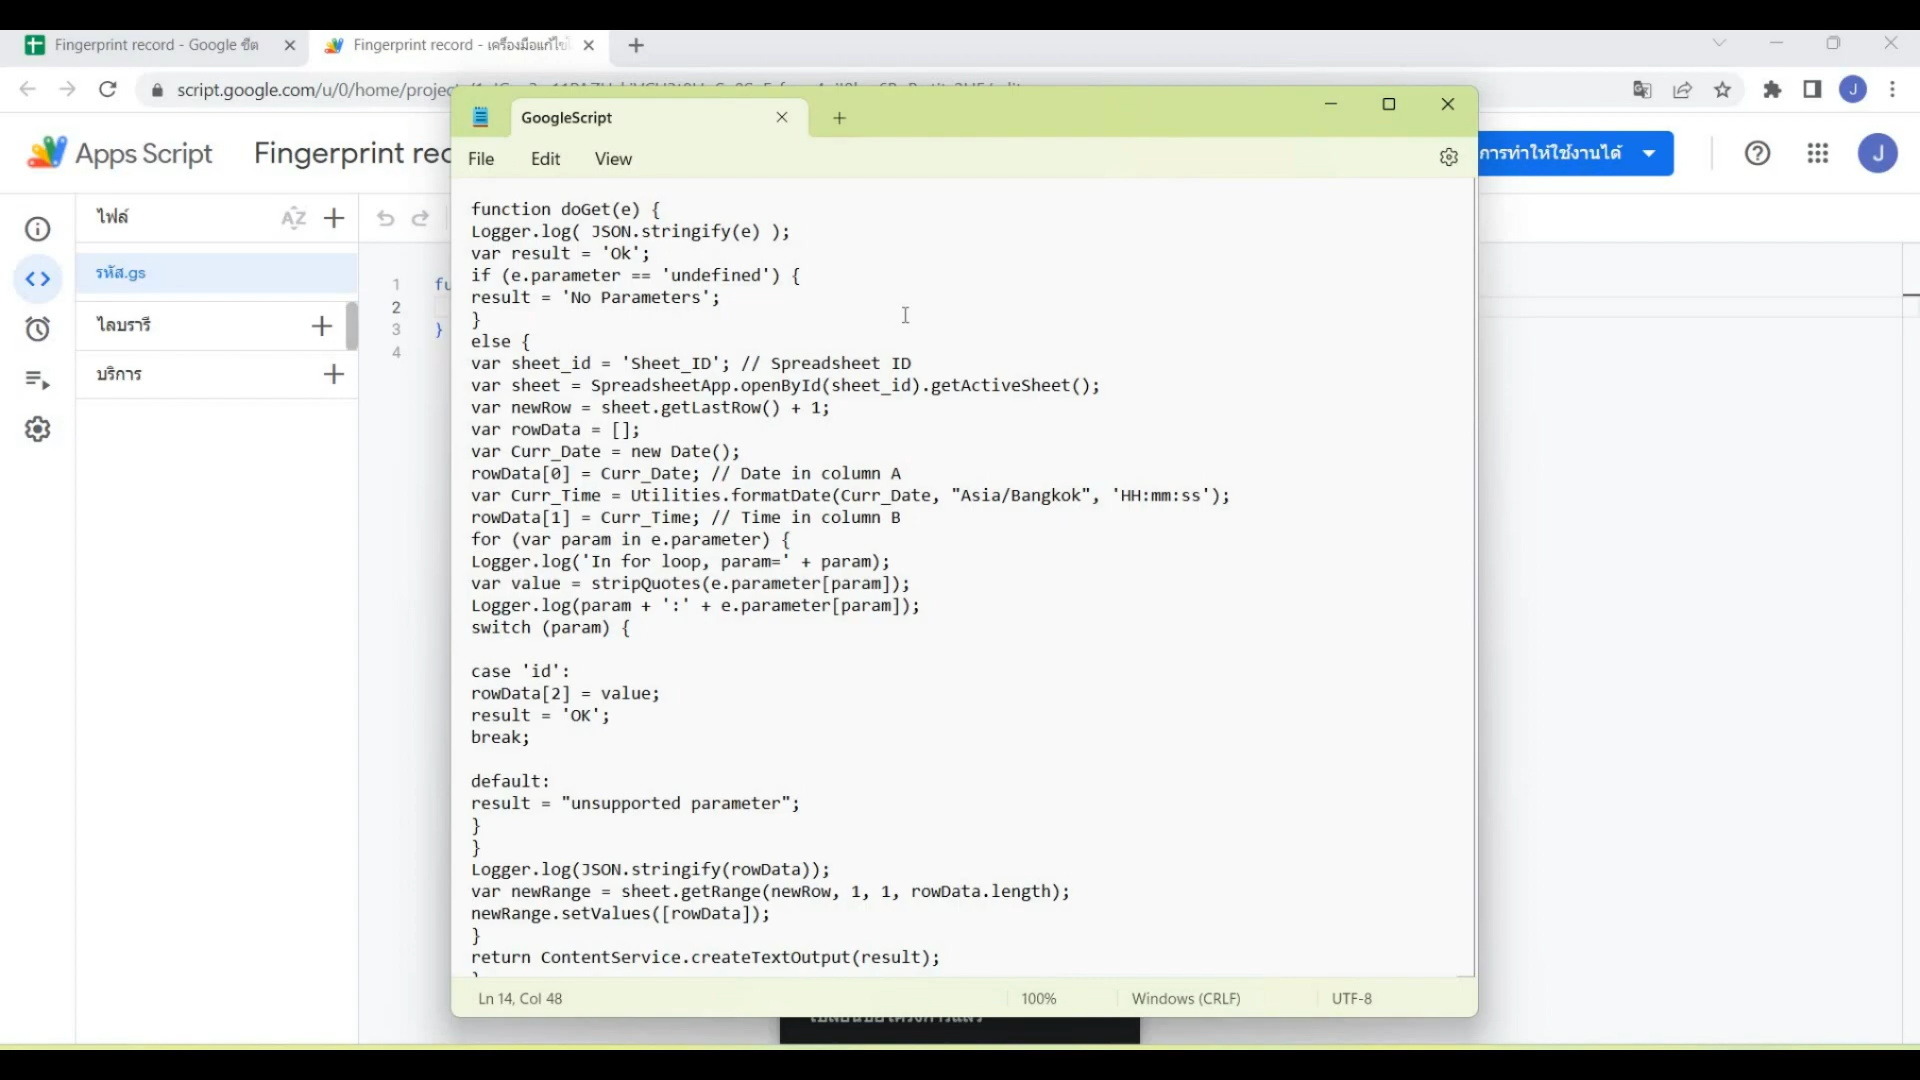 Fingerprint record - Google ชีต
Fingerprint record - เครื่องมือแก้ไข
script.google.com/u/0/home/projec
J
Apps Script
Fingerprint rec
การทำให้ใช้งานได้
J
ไฟล์
AZ
รหัส.gs
ไลบรารี
บริการ
1
2
3
4
fu
}
GoogleScript
File
Edit
View
function doGet(e) {
Logger.log( JSON.stringify(e) );
var result = 'Ok';
if (e.parameter == 'undefined') {
result = 'No Parameters';
}
else {
var sheet_id = 'Sheet_ID'; // Spreadsheet ID
var sheet = SpreadsheetApp.openById(sheet_id).getActiveSheet();
var newRow = sheet.getLastRow() + 1;
var rowData = [];
var Curr_Date = new Date();
rowData[0] = Curr_Date; // Date in column A
var Curr_Time = Utilities.formatDate(Curr_Date, "Asia/Bangkok", 'HH:mm:ss');
rowData[1] = Curr_Time; // Time in column B
for (var param in e.parameter) {
Logger.log('In for loop, param=' + param);
var value = stripQuotes(e.parameter[param]);
Logger.log(param + ':' + e.parameter[param]);
switch (param) {
case 'id':
rowData[2] = value;
result = 'OK';
break;
default:
result = "unsupported parameter";
}
}
Logger.log(JSON.stringify(rowData));
var newRange = sheet.getRange(newRow, 1, 1, rowData.length);
newRange.setValues([rowData]);
}
return ContentService.createTextOutput(result);
Ln 14, Col 48
100%
Windows (CRLF)
UTF-8